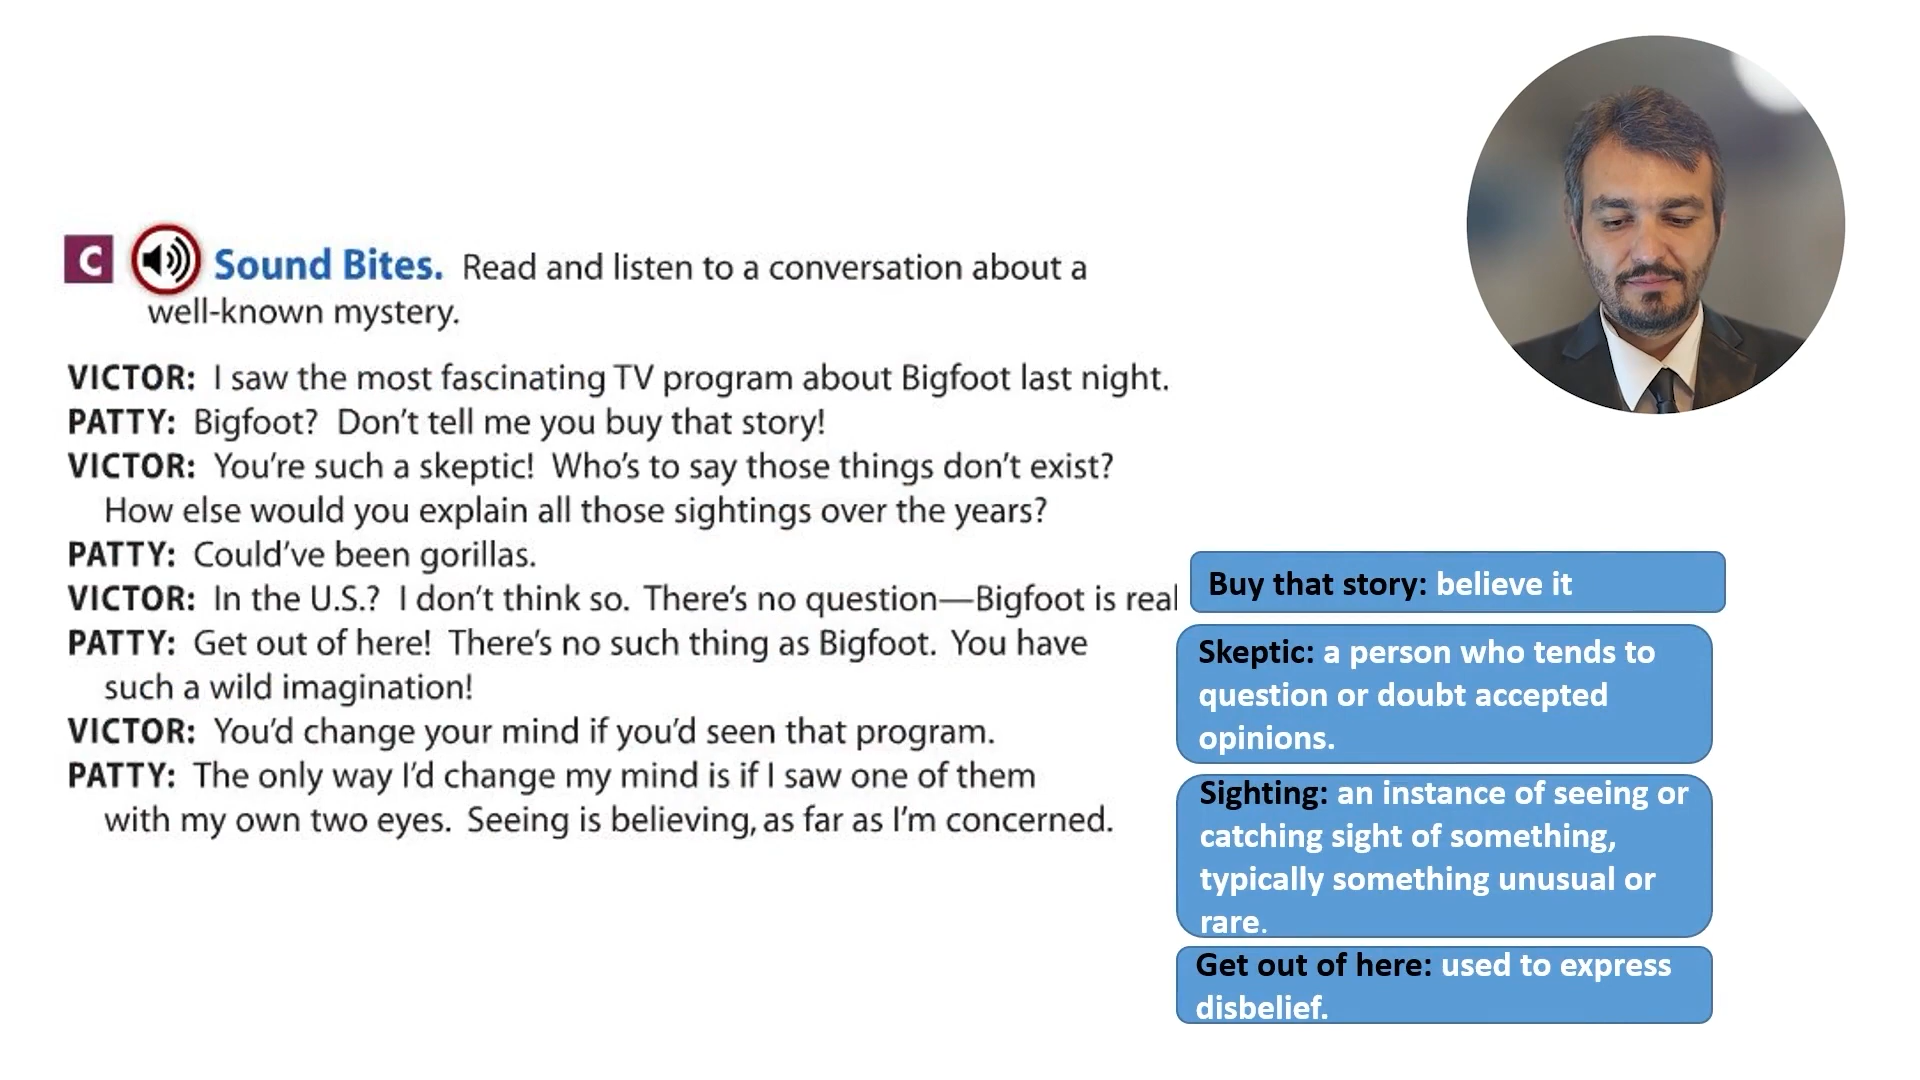 C Sound Bites. Read and listen to a conversation about a
well-known mystery.
VICTOR: I saw the most fascinating TV program about Bigfoot last night.
PATTY: Bigfoot? Don't tell me you buy that story!
VICTOR: You're such a skeptic! Who's to say those things don't exist?
How else would you explain all those sightings over the years?
PATTY: Could've been gorillas.
VICTOR: In the U.S.? I don't think so. There's no question—Bigfoot is real
PATTY: Get out of here! There's no such thing as Bigfoot. You have
such a wild imagination!
VICTOR: You'd change your mind if you'd seen that program.
PATTY: The only way I'd change my mind is if I saw one of them
with my own two eyes. Seeing is believing, as far as I'm concerned.
Buy that story: believe it
Skeptic: a person who tends to
question or doubt accepted
opinions.
Sighting: an instance of seeing or
catching sight of something,
typically something unusual or
rare.
Get out of here: used to express
disbelief.